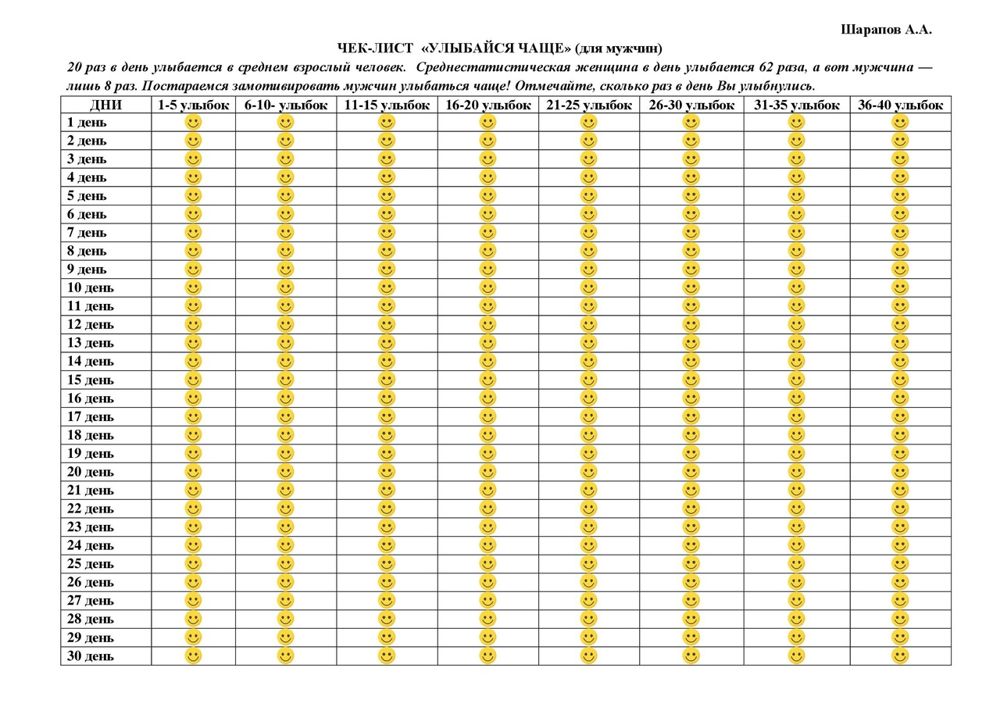 Шарапов А.А.
ЧЕК-ЛИСТ «УЛЫБАЙСЯ ЧАЩЕ» (для мужчин)
20 раз в день улыбается в среднем взрослый человек. Среднестатистическая женщина в день улыбается 62 раза, а вот мужчина —
лишь 8 раз. Постараемся замотивировать мужчин улыбаться чаще! Отмечайте, сколько раз в день Вы улыбнулись.
ДНИ 1-5 улыбок 6-10- улыбок 11-15 улыбок 16-20 улыбок 21-25 улыбок 26-30 улыбок 31-35 улыбок 36-40 улыбок
1 день
2 день
3 день
4 день
5 день
6 день
7 день
8 день
9 день
10 день
11 день
12 день
13 день
14 день
15 день
16 день
17 день
18 день
19 день
20 день
21 день
22 день
23 день
24 день
25 день
26 день
27 день
28 день
29 день
30 день